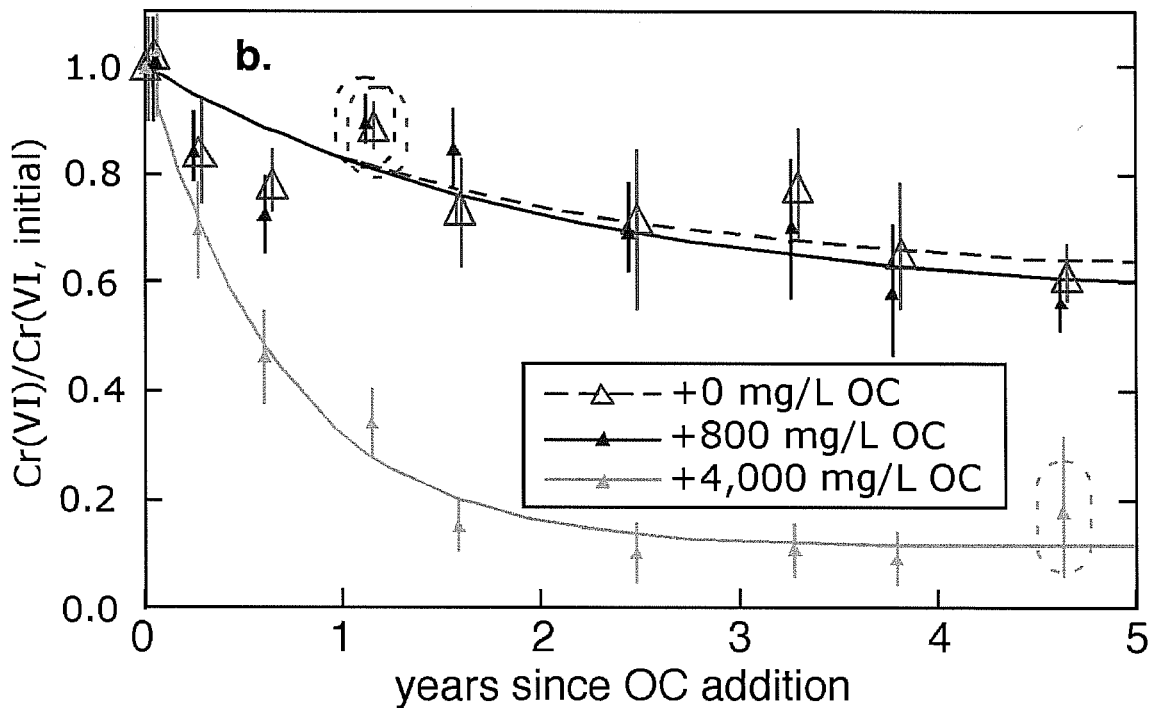 b.
Cr(VI)/Cr(VI, initial)
1.0
0.8
0.6
0.4
0.2
0.0
+0 mg/L OC
+800 mg/L OC
+4,000 mg/L OC
0 1 2 3 4 5
years since OC addition